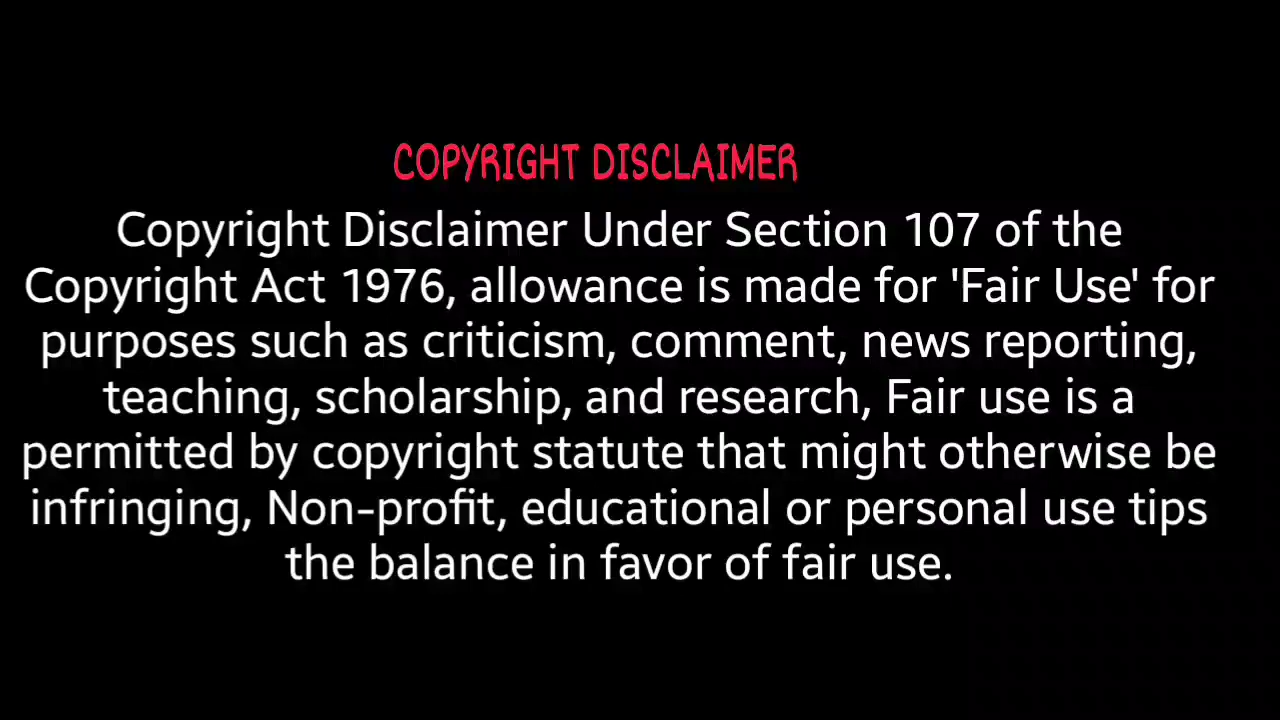 COPYRIGHT DISCLAIMER
Copyright Disclaimer Under Section 107 of the
Copyright Act 1976, allowance is made for 'Fair Use' for
purposes such as criticism, comment, news reporting,
teaching, scholarship, and research, Fair use is a
permitted by copyright statute that might otherwise be
infringing, Non-profit, educational or personal use tips
the balance in favor of fair use.